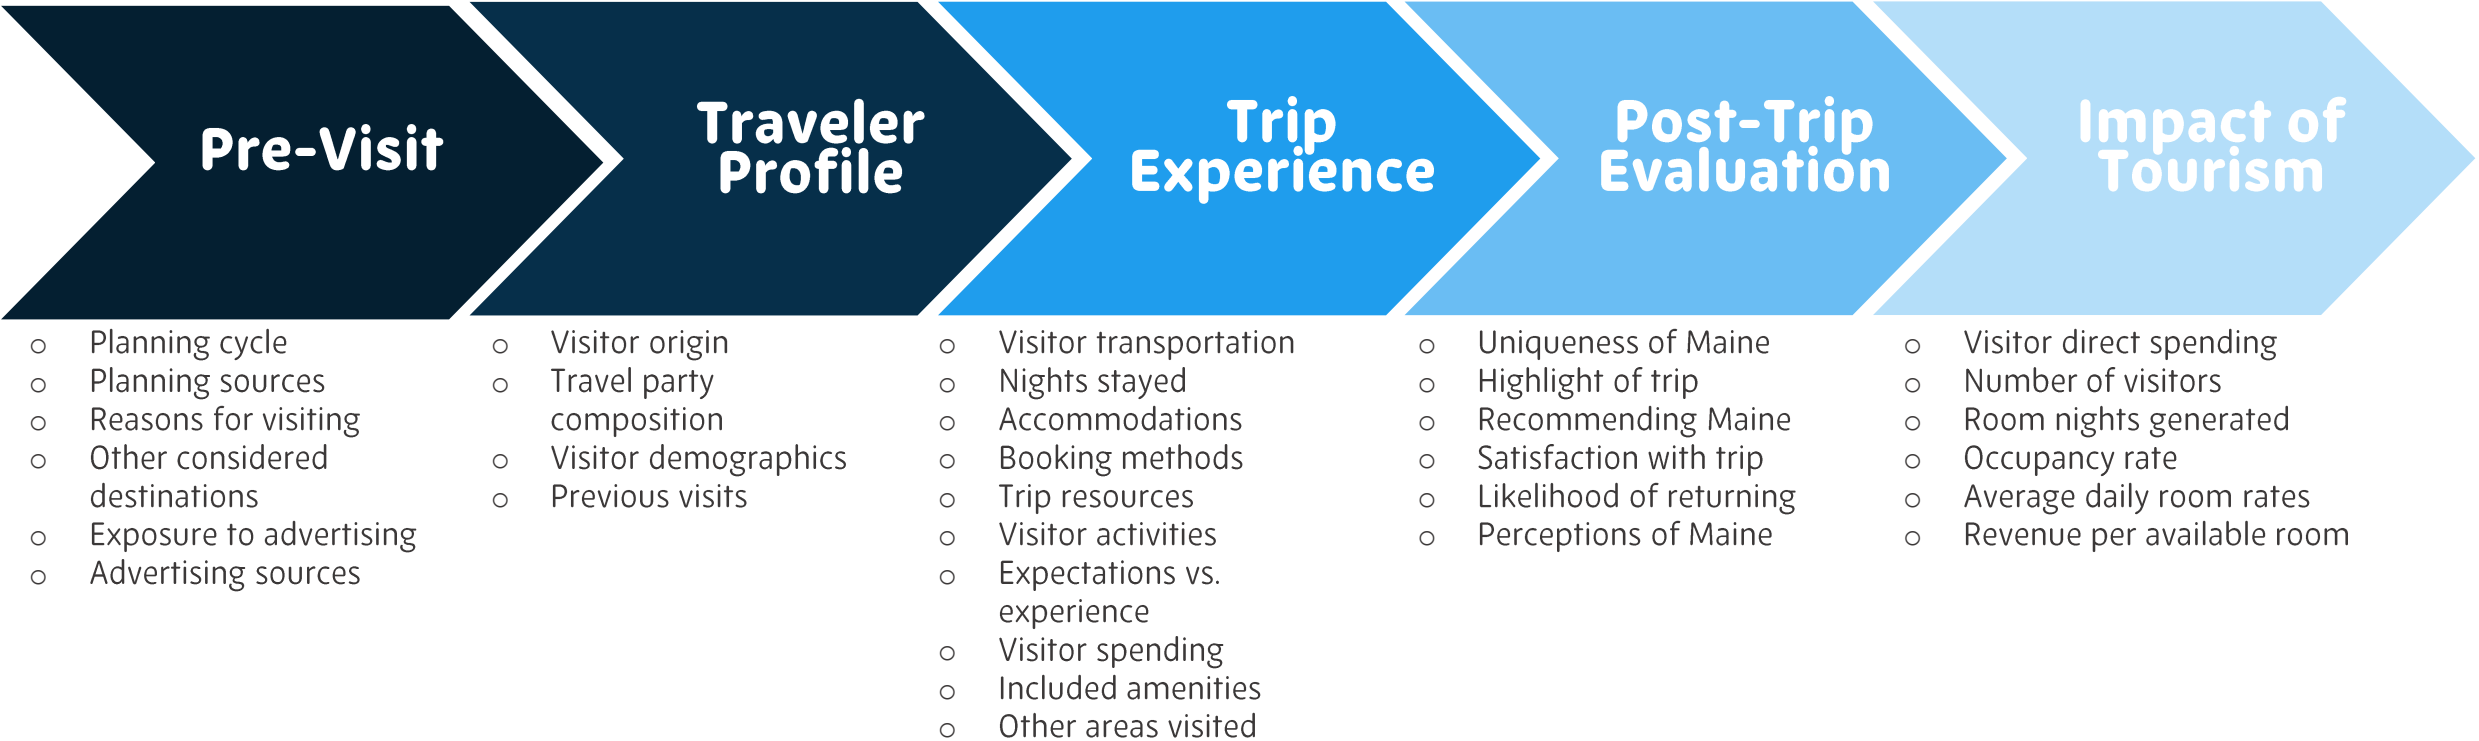 Pre-Visit
○ Planning cycle
○ Planning sources
○ Reasons for visiting
○ Other considered
destinations
○ Exposure to advertising
○ Advertising sources
Traveler
Profile
○ Visitor origin
○ Travel party
composition
○ Visitor demographics
○ Previous visits
Trip
Experience
○ Visitor transportation
○ Nights stayed
○ Accommodations
○ Booking methods
○ Trip resources
○ Visitor activities
○ Expectations vs.
experience
○ Visitor spending
○ Included amenities
○ Other areas visited
Post-Trip
Evaluation
○ Uniqueness of Maine
○ Highlight of trip
○ Recommending Maine
○ Satisfaction with trip
○ Likelihood of returning
○ Perceptions of Maine
Impact of
Tourism
○ Visitor direct spending
○ Number of visitors
○ Room nights generated
○ Occupancy rate
○ Average daily room rates
○ Revenue per available room